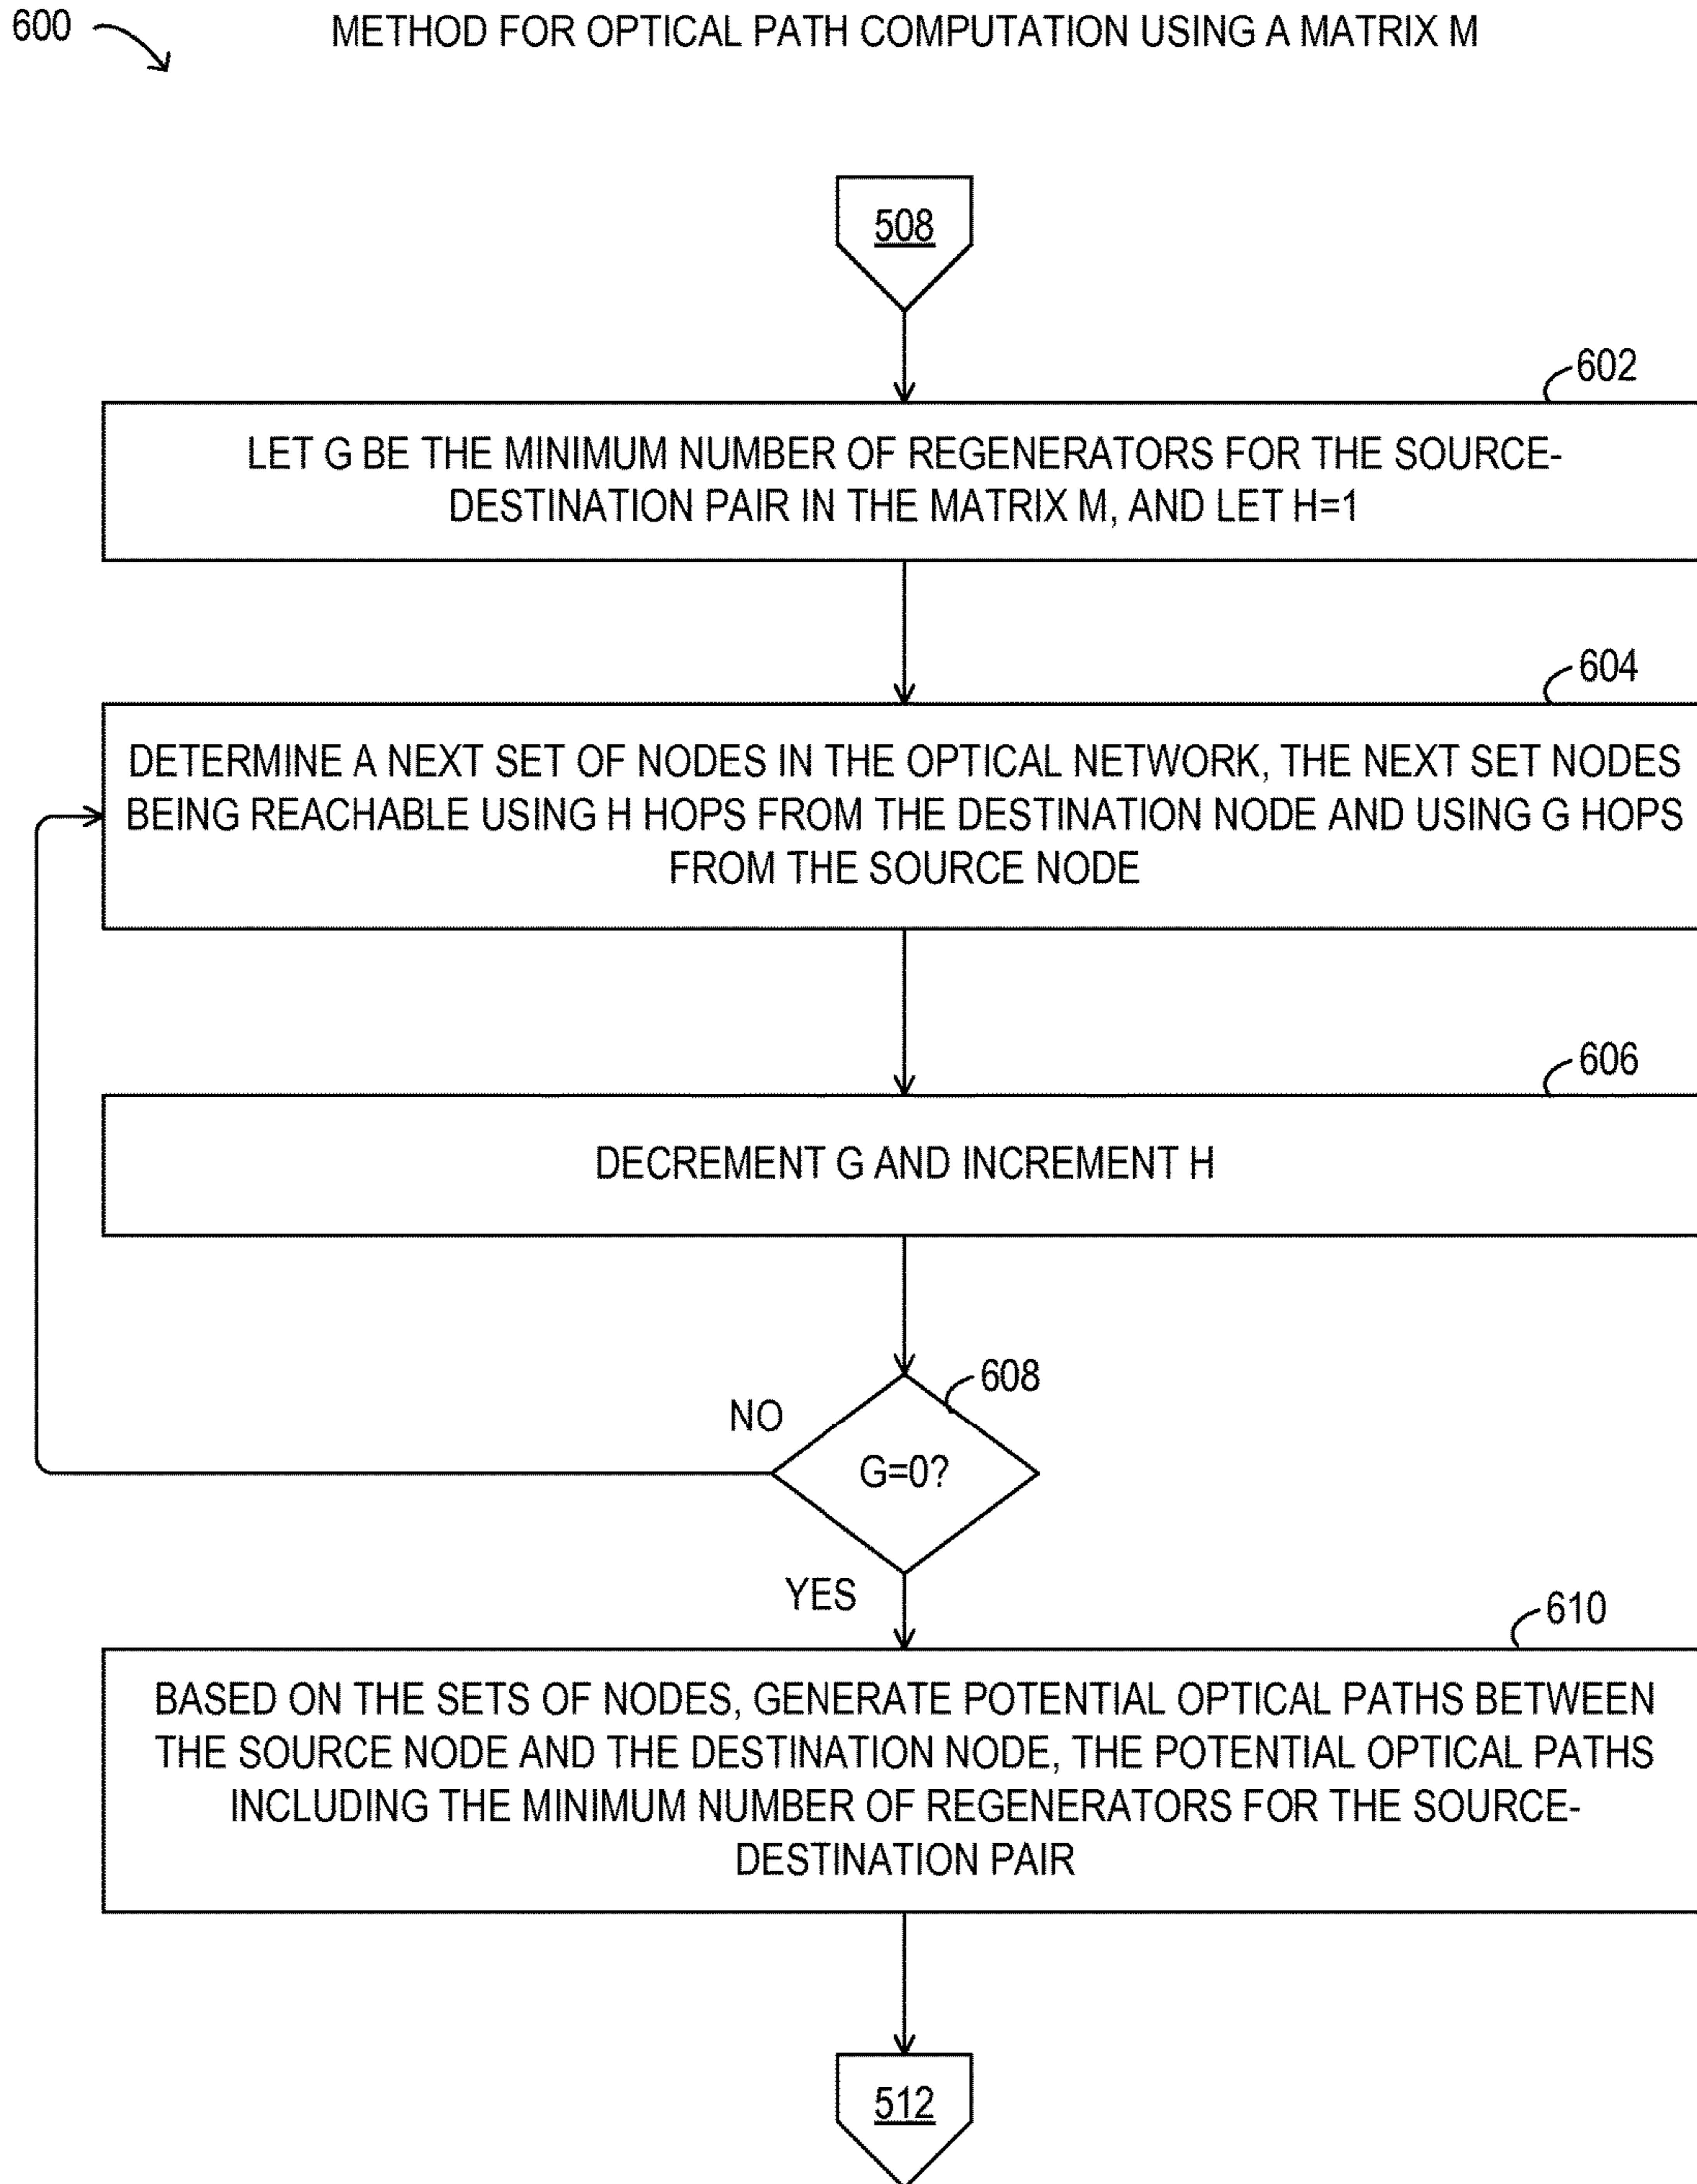 600
METHOD FOR OPTICAL PATH COMPUTATION USING A MATRIX M
508
602
LET G BE THE MINIMUM NUMBER OF REGENERATORS FOR THE SOURCE-
DESTINATION PAIR IN THE MATRIX M, AND LET H=1
604
DETERMINE A NEXT SET OF NODES IN THE OPTICAL NETWORK, THE NEXT SET NODES
BEING REACHABLE USING H HOPS FROM THE DESTINATION NODE AND USING G HOPS
FROM THE SOURCE NODE
606
DECREMENT G AND INCREMENT H
608
NO
G=0?
YES
610
BASED ON THE SETS OF NODES, GENERATE POTENTIAL OPTICAL PATHS BETWEEN
THE SOURCE NODE AND THE DESTINATION NODE, THE POTENTIAL OPTICAL PATHS
INCLUDING THE MINIMUM NUMBER OF REGENERATORS FOR THE SOURCE-
DESTINATION PAIR
512